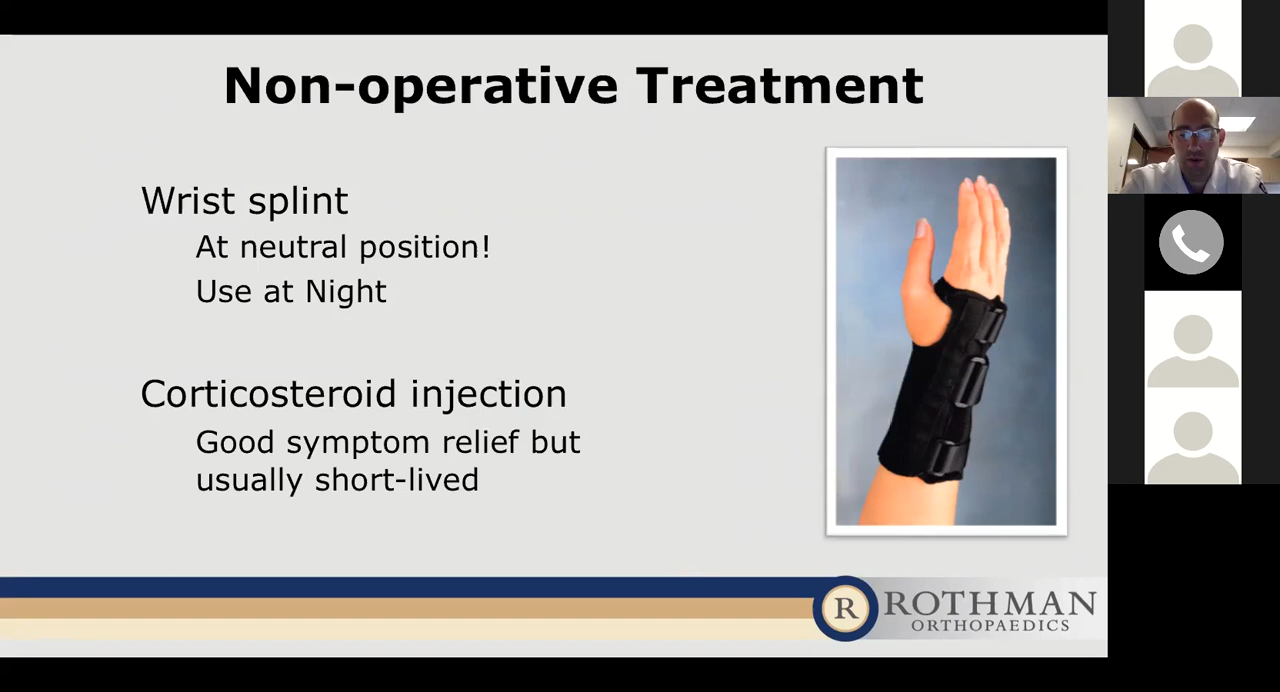 Non-operative Treatment
Wrist splint
At neutral position!
Use at Night
Corticosteroid injection
Good symptom relief but
usually short-lived
R ROTHMAN
ORTHOPAEDICS